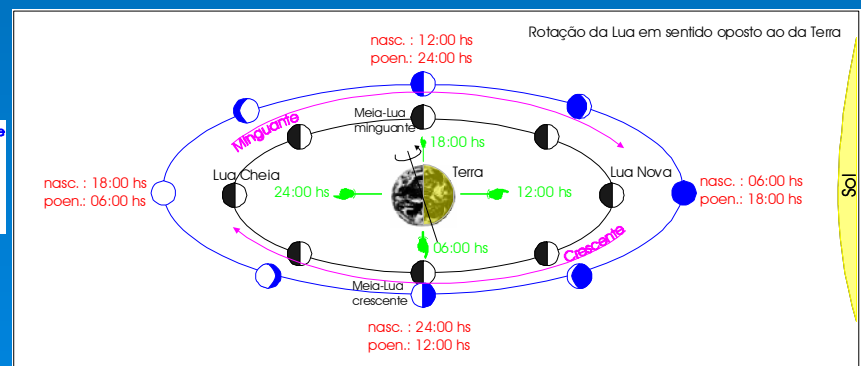 Rotação da Lua em sentido oposto ao da Terra
nasc. : 12:00 hs
poen.: 24:00 hs
Minguante
Meia-Lua
minguante
18:00 hs
Lua Cheia
Terra
Lua Nova
nasc. : 18:00 hs
poen.: 06:00 hs
24:00 hs
12:00 hs
nasc. : 06:00 hs
poen.: 18:00 hs
Sol
06:00 hs
Crescente
Meia-Lua
crescente
nasc. : 24:00 hs
poen.: 12:00 hs